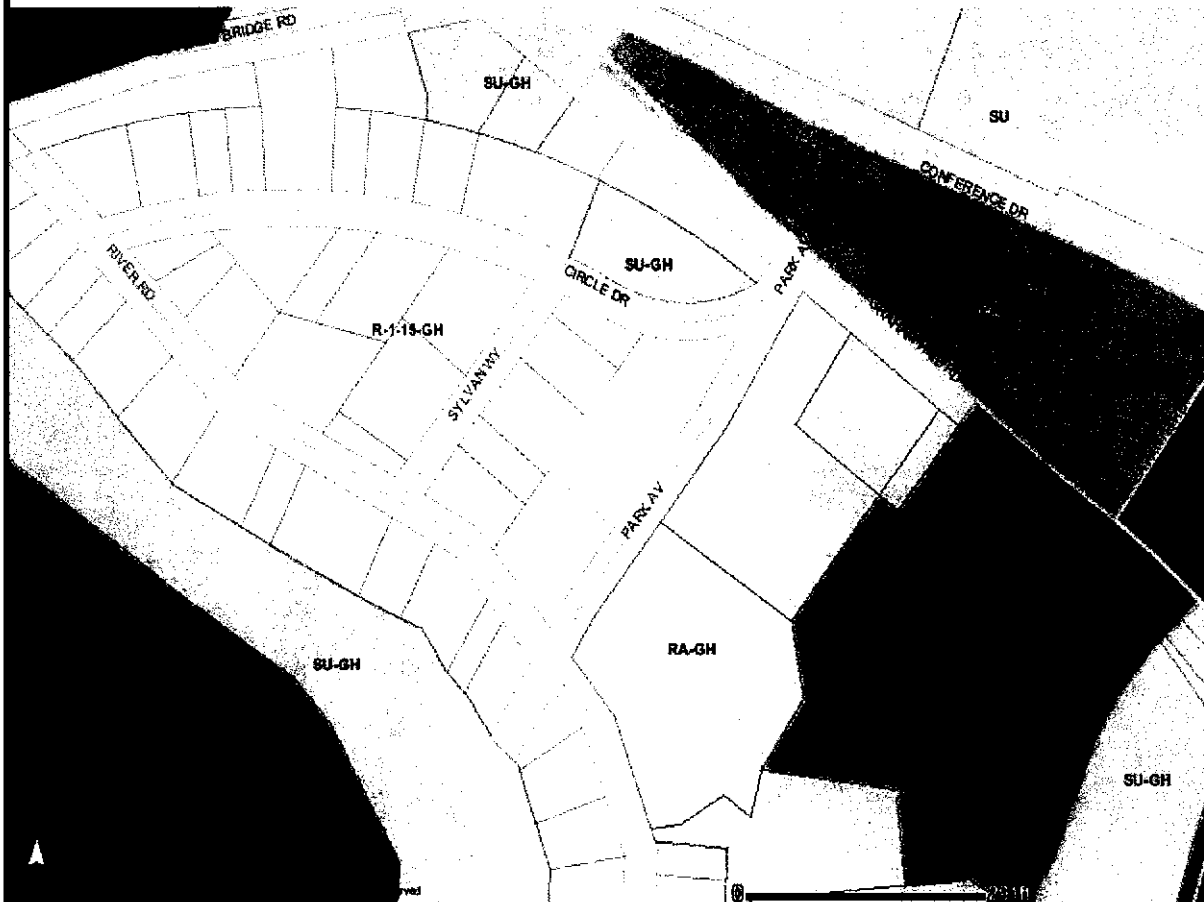 BRIDGE RD
SU-GH
SU
CONFERENCE DR
RIVER RD
SU-GH
CIRCLE DR
PARK
R-1-15-GH
SYLVAN WY
PARK AV
RA-GH
SU-GH
SU-GH
0